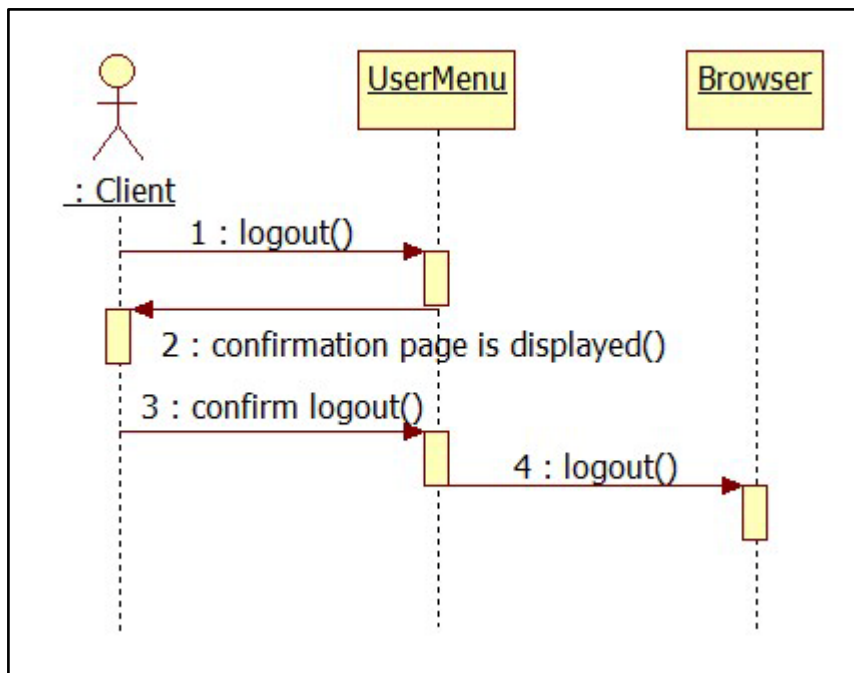 UserMenu
Browser
: Client
1 : logout()
2 : confirmation page is displayed()
3 : confirm logout()
4 : logout()